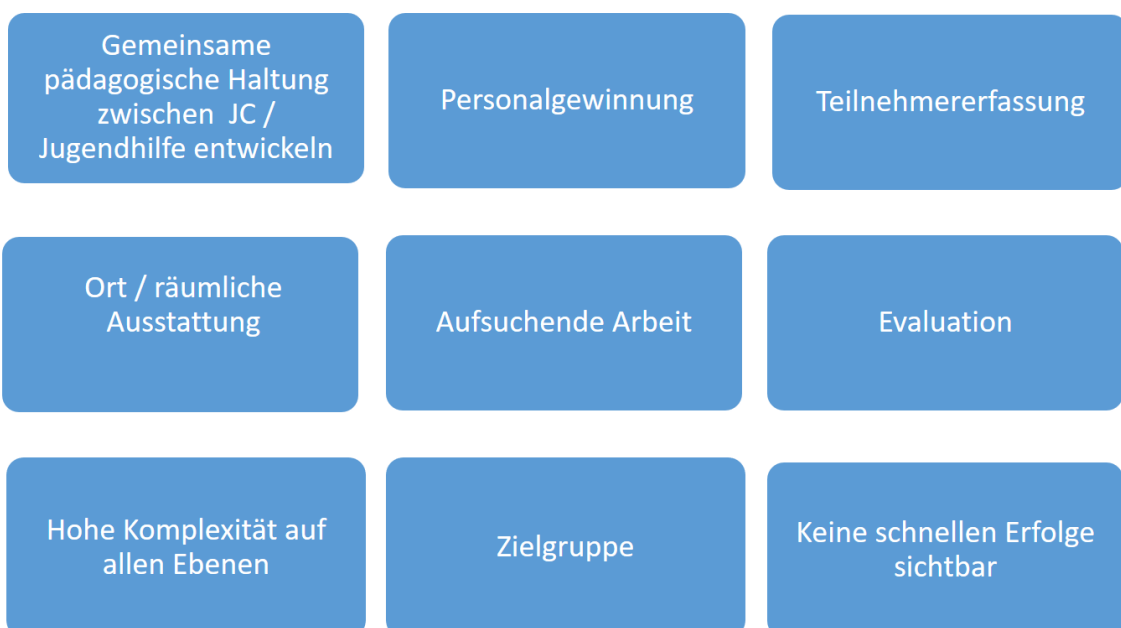 Gemeinsame
pädagogische Haltung
zwischen JC /
Jugendhilfe entwickeln
Personalgewinnung
Teilnehmererfassung
Ort / räumliche
Ausstattung
Aufsuchende Arbeit
Evaluation
Hohe Komplexität auf
allen Ebenen
Zielgruppe
Keine schnellen Erfolge
sichtbar